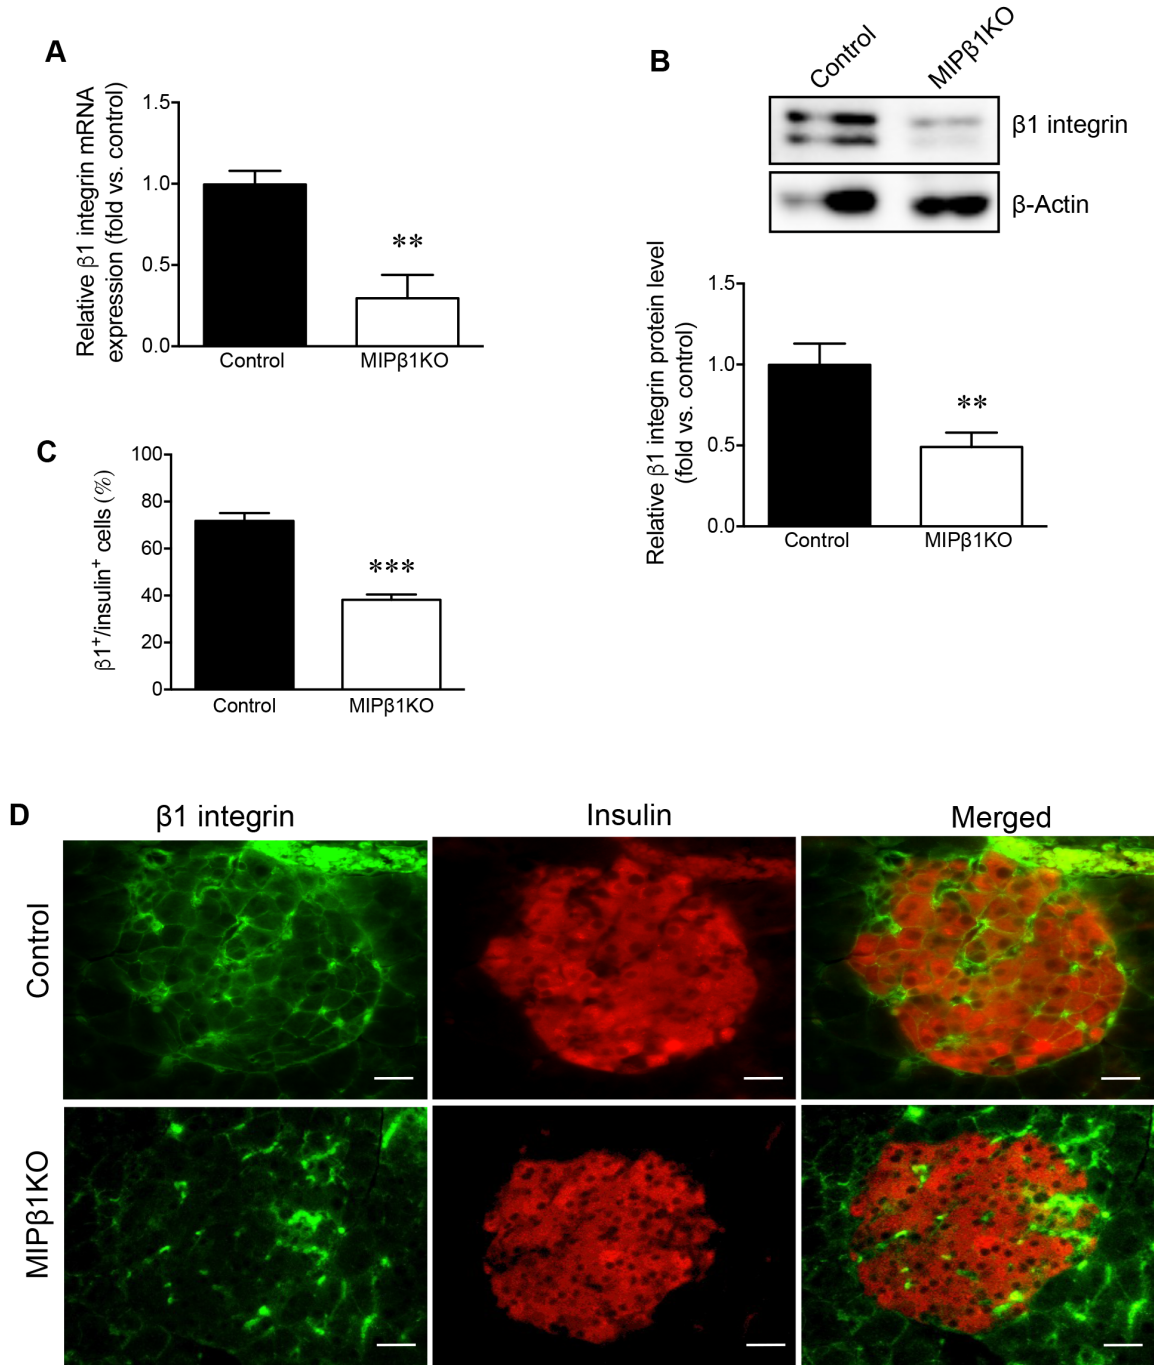 A
Relative β1 integrin mRNA
expression (fold vs. control)
1.5
1.0
0.5
0.0
**
Control
MIPβ1KO
B
Control
MIPβ1KO
β1 integrin
β-Actin
Relative β1 integrin protein level
(fold vs. control)
1.5
1.0
0.5
0.0
**
Control
MIPβ1KO
C
β1⁺/insulin⁺ cells (%)
100
80
60
40
20
0
***
Control
MIPβ1KO
D
β1 integrin
Insulin
Merged
Control
MIPβ1KO